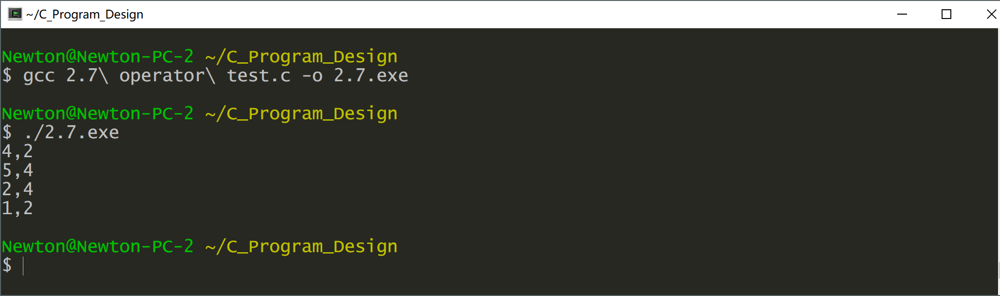 ~/C_Program_Design
Newton@Newton-PC-2 ~/C_Program_Design
$ gcc 2.7\ operator\ test.c -o 2.7.exe
Newton@Newton-PC-2 ~/C_Program_Design
$ ./2.7.exe
4,2
5,4
2,4
1,2
Newton@Newton-PC-2 ~/C_Program_Design
$